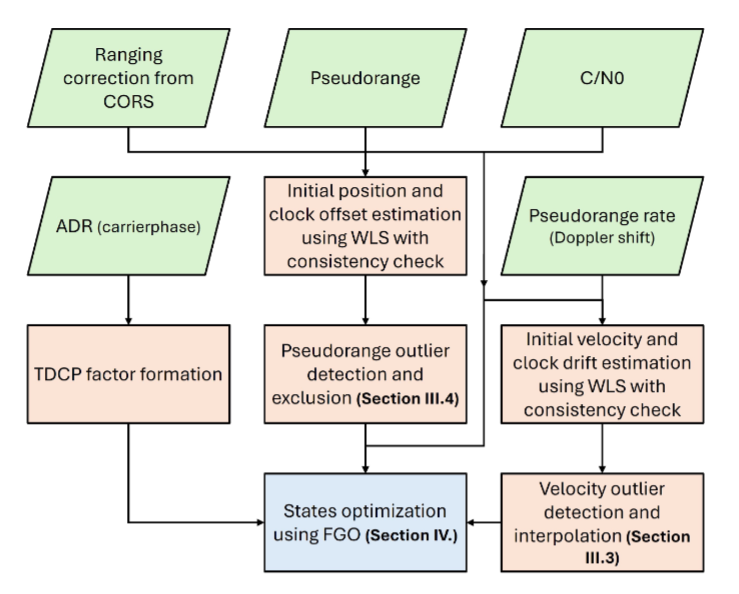 Ranging
correction from
CORS
Pseudorange
C/N0
ADR (carrierphase)
Initial position and
clock offset estimation
using WLS with
consistency check
Pseudorange rate
(Doppler shift)
TDCP factor formation
Pseudorange outlier
detection and
exclusion (Section III.4)
Initial velocity and
clock drift estimation
using WLS with
consistency check
States optimization
using FGO (Section IV.)
Velocity outlier
detection and
interpolation (Section
III.3)